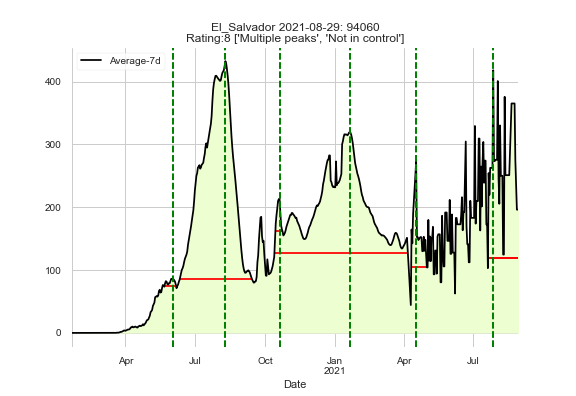 El_Salvador 2021-08-29: 94060
Rating:8 ['Multiple peaks', 'Not in control']
Average-7d
400
300
200
100
0
Apr
Jul
Oct
Jan
2021
Apr
Jul
Date